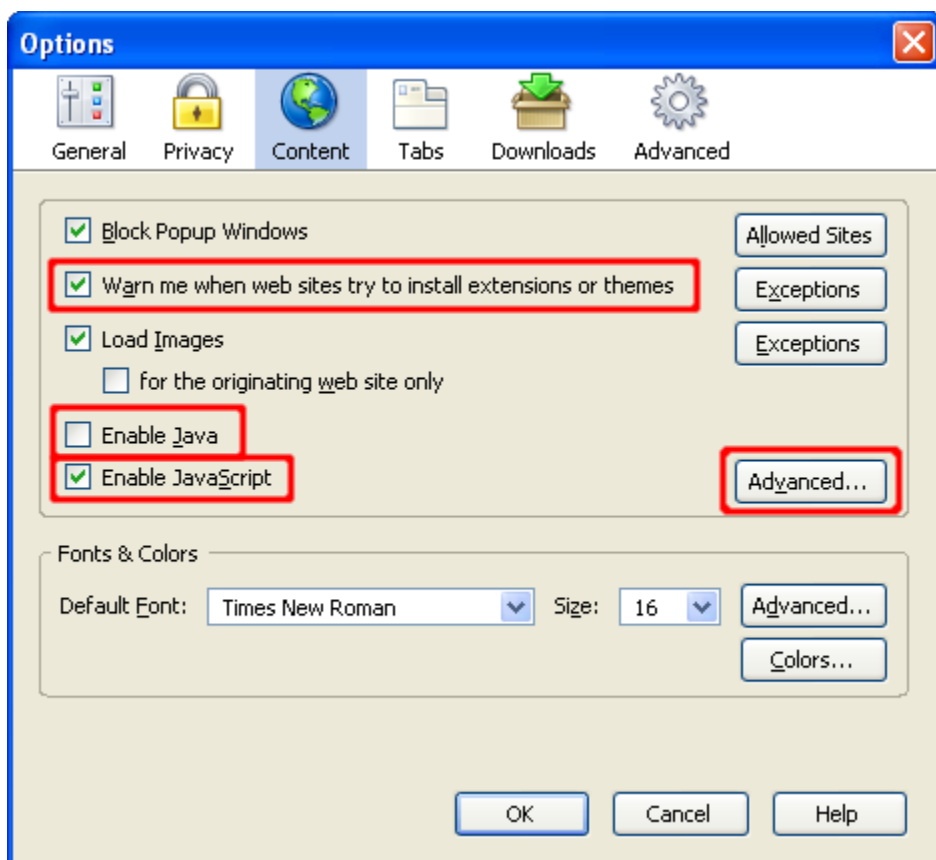 Options
General Privacy Content Tabs Downloads Advanced
Block Popup Windows Allowed Sites
Warn me when web sites try to install extensions or themes Exceptions
Load Images Exceptions
for the originating web site only
Enable Java
Enable JavaScript Advanced...
Fonts & Colors
Default Font: Times New Roman Size: 16 Advanced...
Colors...
OK Cancel Help